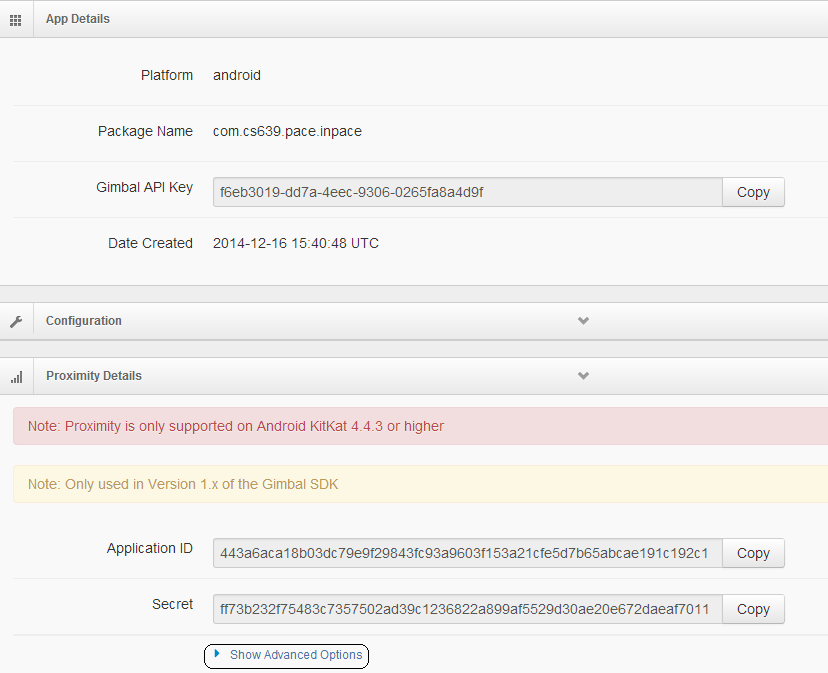 App Details
Platform android
Package Name com.cs639.pace.inpace
Gimbal API Key f6eb3019-dd7a-4eec-9306-0265fa8a4d9f Copy
Date Created 2014-12-16 15:40:48 UTC
Configuration
Proximity Details
Note: Proximity is only supported on Android KitKat 4.4.3 or higher
Note: Only used in Version 1.x of the Gimbal SDK
Application ID 443a6aca18b03dc79e9f29843fc93a9603f153a21cfe5d7b65abcae191c192c1 Copy
Secret ff73b232f75483c7357502ad39c1236822a899af5529d30ae20e672daeaf7011 Copy
Show Advanced Options